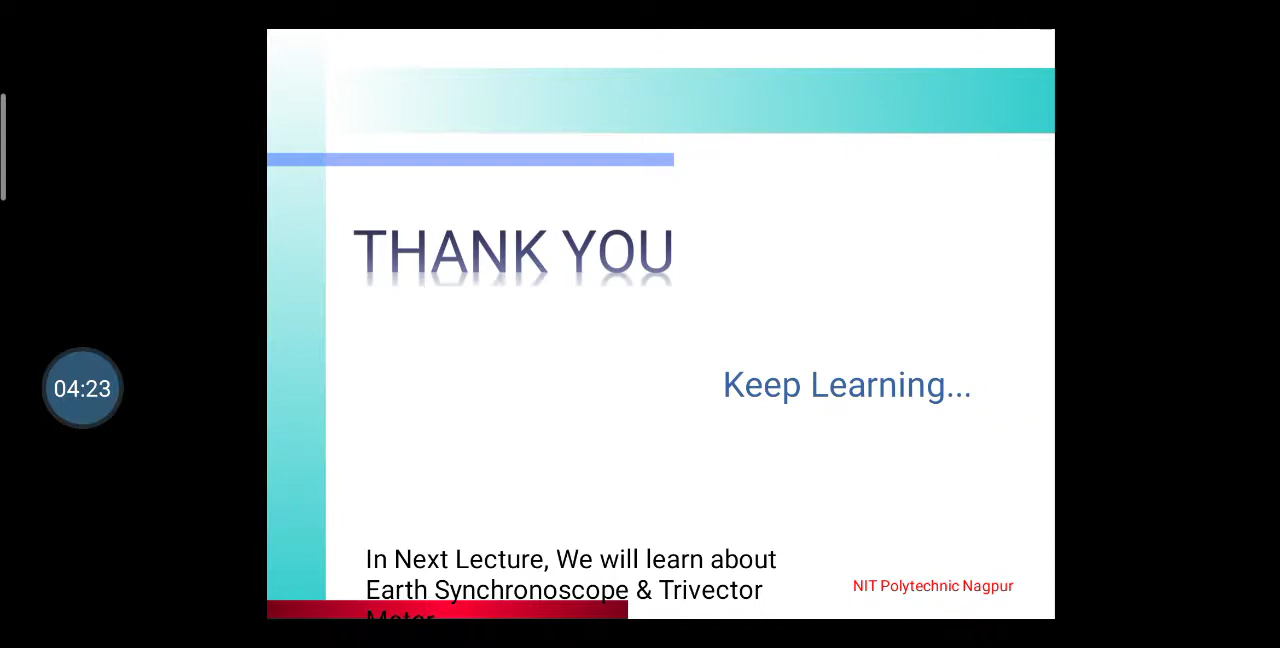 THANK YOU
04:23
Keep Learning...
In Next Lecture, We will learn about
Earth Synchronoscope & Trivector
Meter
NIT Polytechnic Nagpur